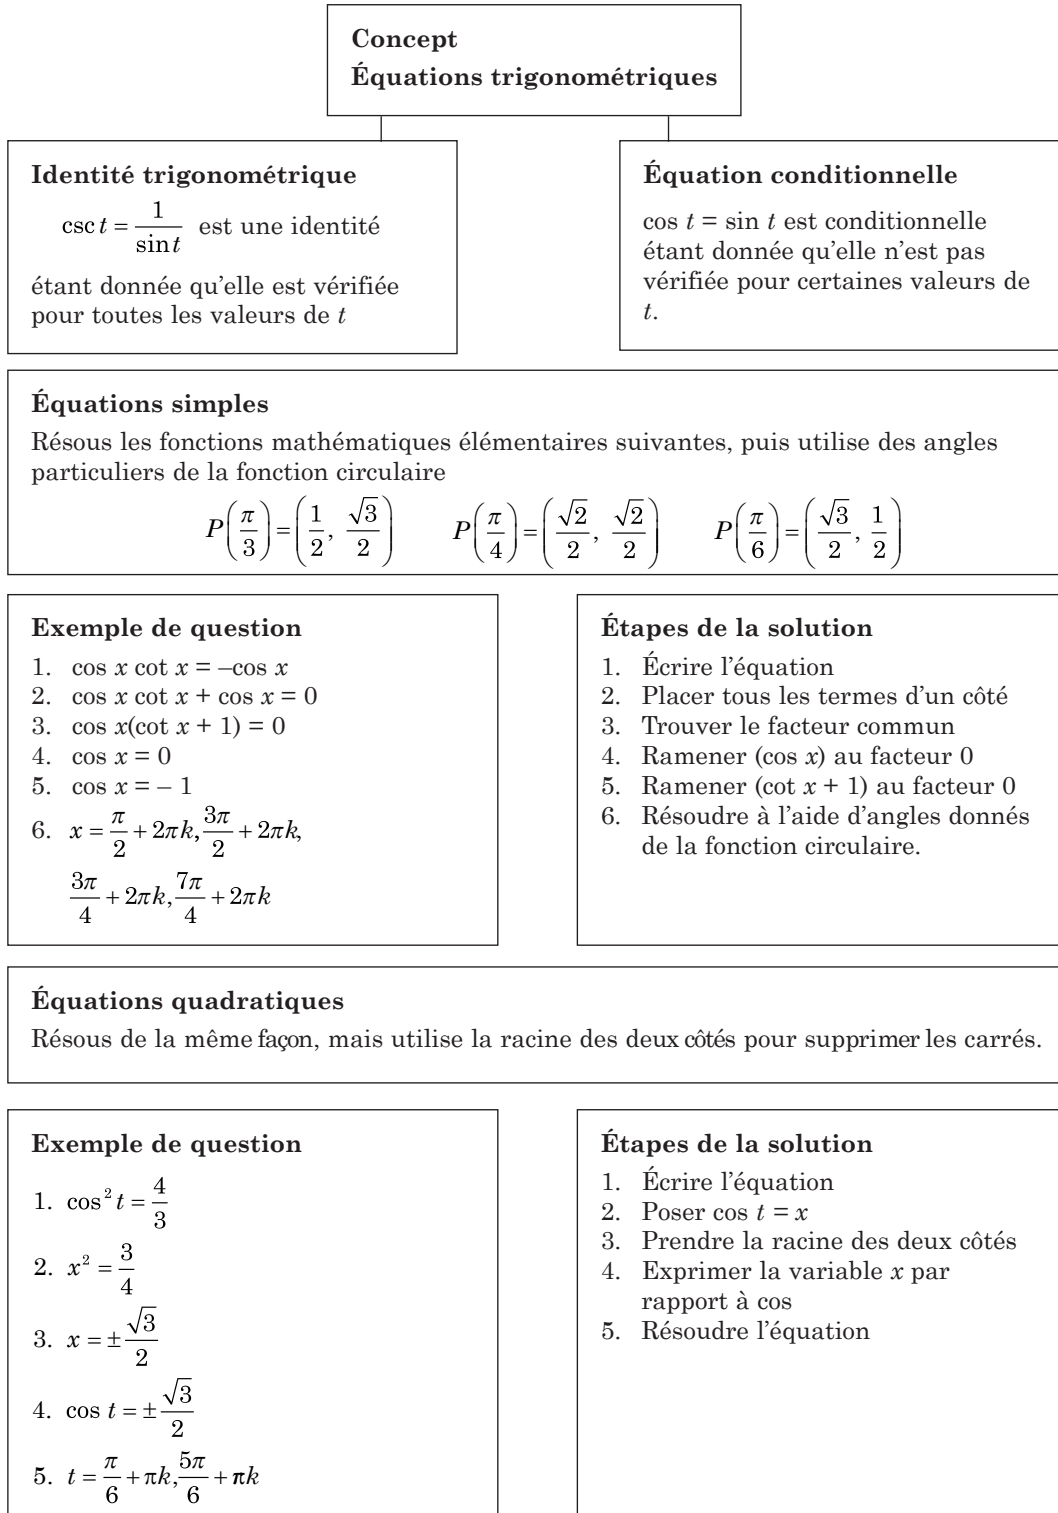 Concept
Équations trigonométriques
Identité trigonométrique
csc t = 1/sin t est une identité
étant donnée qu'elle est vérifiée
pour toutes les valeurs de t
Équation conditionnelle
cos t = sin t est conditionnelle
étant donnée qu'elle n'est pas
vérifiée pour certaines valeurs de
t.
Équations simples
Résous les fonctions mathématiques élémentaires suivantes, puis utilise des angles
particuliers de la fonction circulaire
P(π/3) = (1/2, √3/2) P(π/4) = (√2/2, √2/2) P(π/6) = (√3/2, 1/2)
Exemple de question
1. cos x cot x = –cos x
2. cos x cot x + cos x = 0
3. cos x(cot x + 1) = 0
4. cos x = 0
5. cos x = – 1
6. x = π/2 + 2πk, 3π/2 + 2πk,
3π/4 + 2πk, 7π/4 + 2πk
Étapes de la solution
1. Écrire l'équation
2. Placer tous les termes d'un côté
3. Trouver le facteur commun
4. Ramener (cos x) au facteur 0
5. Ramener (cot x + 1) au facteur 0
6. Résoudre à l'aide d'angles donnés
de la fonction circulaire.
Équations quadratiques
Résous de la même façon, mais utilise la racine des deux côtés pour supprimer les carrés.
Exemple de question
1. cos² t = 4/3
2. x² = 3/4
3. x = ± √3/2
4. cos t = ± √3/2
5. t = π/6 + πk, 5π/6 + πk
Étapes de la solution
1. Écrire l'équation
2. Poser cos t = x
3. Prendre la racine des deux côtés
4. Exprimer la variable x par
rapport à cos
5. Résoudre l'équation